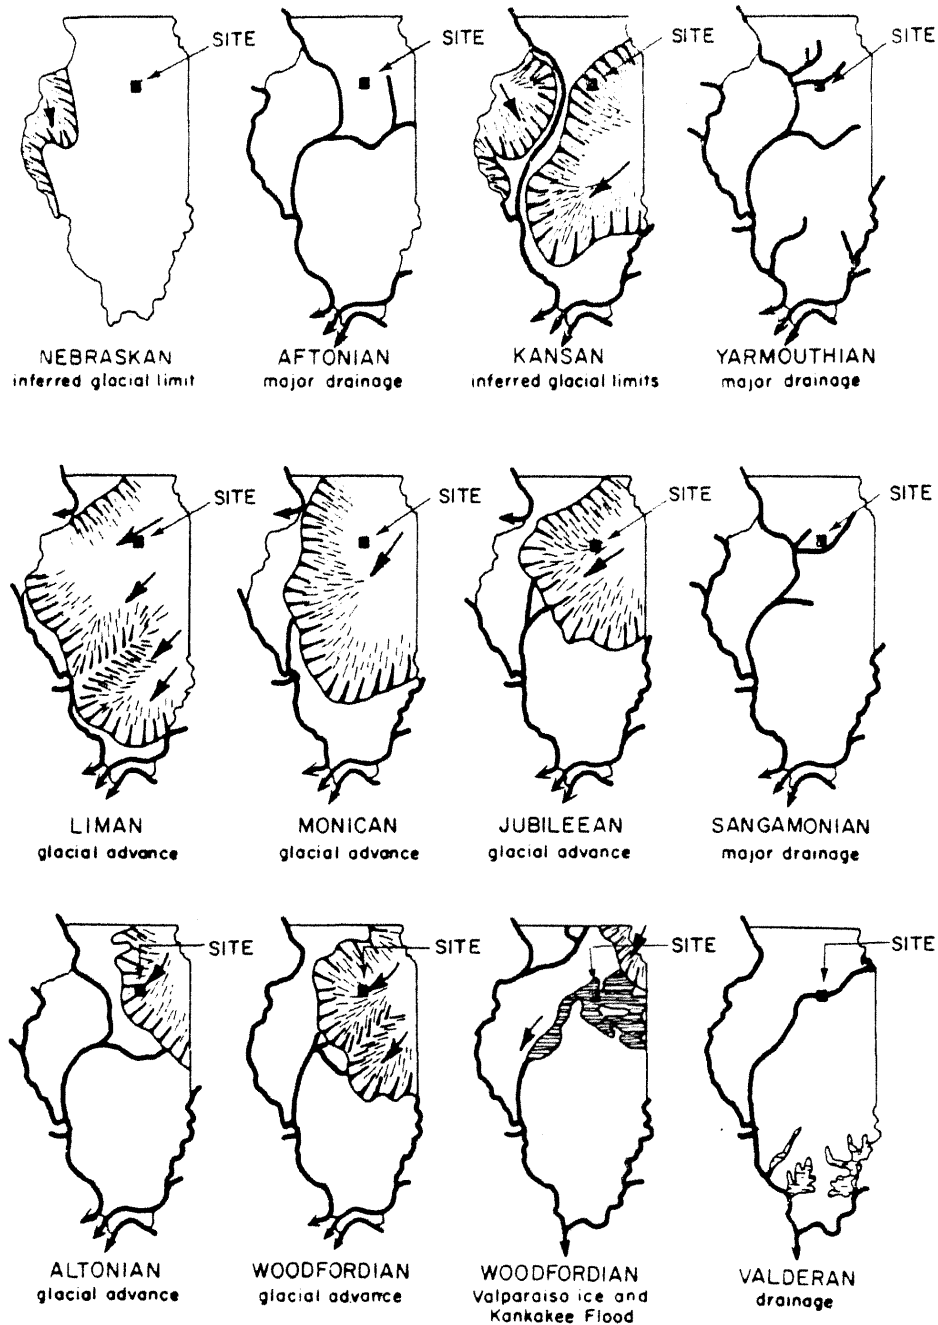 SITE
SITE
SITE
SITE
NEBRASKAN
inferred glacial limit
AFTONIAN
major drainage
KANSAN
inferred glacial limits
YARMOUTHIAN
major drainage
SITE
SITE
SITE
SITE
LIMAN
glacial advance
MONICAN
glacial advance
JUBILEEAN
glacial advance
SANGAMONIAN
major drainage
SITE
SITE
SITE
SITE
ALTONIAN
glacial advance
WOODFORDIAN
glacial advance
WOODFORDIAN
Valparaiso ice and
Kankakee Flood
VALDERAN
drainage